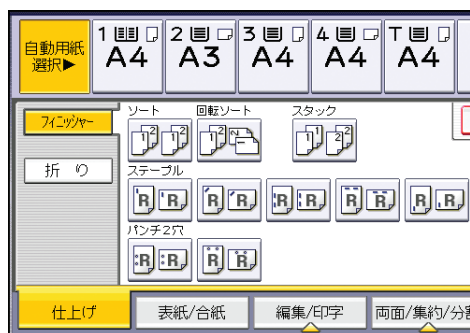 自動用紙
選択▶
1 A4
2 A3
3 A4
4 A4
T A4
フィニッシャー
折り
ソート
回転ソート
スタック
ステープル
パンチ2穴
仕上げ
表紙/合紙
編集/印字
両面/集約/分割